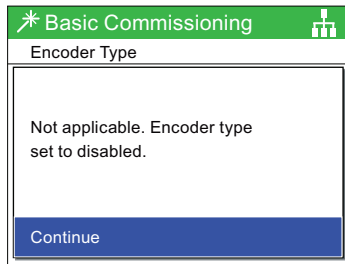 Basic Commissioning
Encoder Type
Not applicable. Encoder type
set to disabled.
Continue